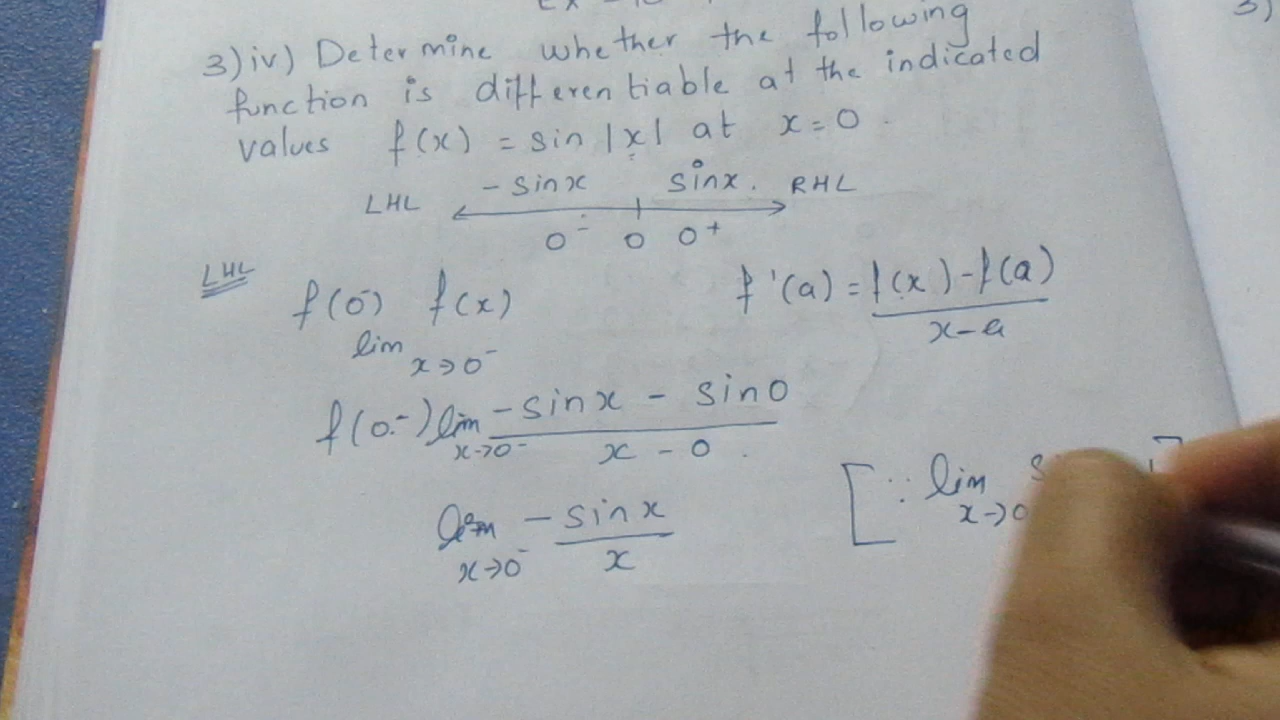 3)iv) Determine whether the following
function is differentiable at the indicated
values f(x) = sin |x| at x = 0.
LHL - sinx sinx. RHL
0⁻ 0 0⁺
LHL
f(0⁻) f(x) f'(a) = f(x) - f(a) / x - a
lim x→0⁻
f(0⁻) lim x→0⁻ - sinx - sin0 / x - 0.
[∵ lim x→0
lim x→0⁻ - sinx / x
3)